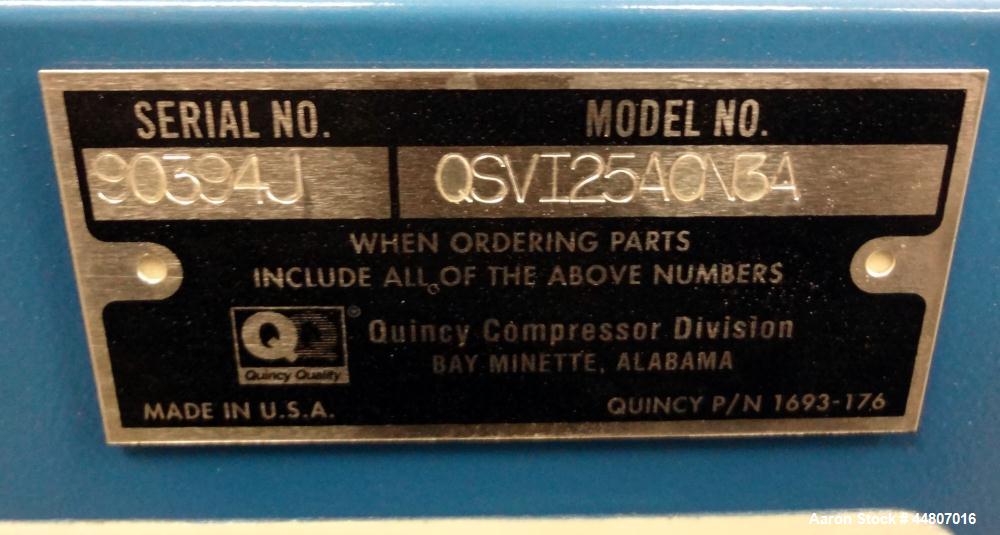 SERIAL NO. MODEL NO.
90394J QSVI25A0N3A
WHEN ORDERING PARTS
INCLUDE ALL OF THE ABOVE NUMBERS
Q ®
Quincy Quality
Quincy Compressor Division
BAY MINETTE, ALABAMA
MADE IN U.S.A. QUINCY P/N 1693-176
Aaron Stock # 44807016